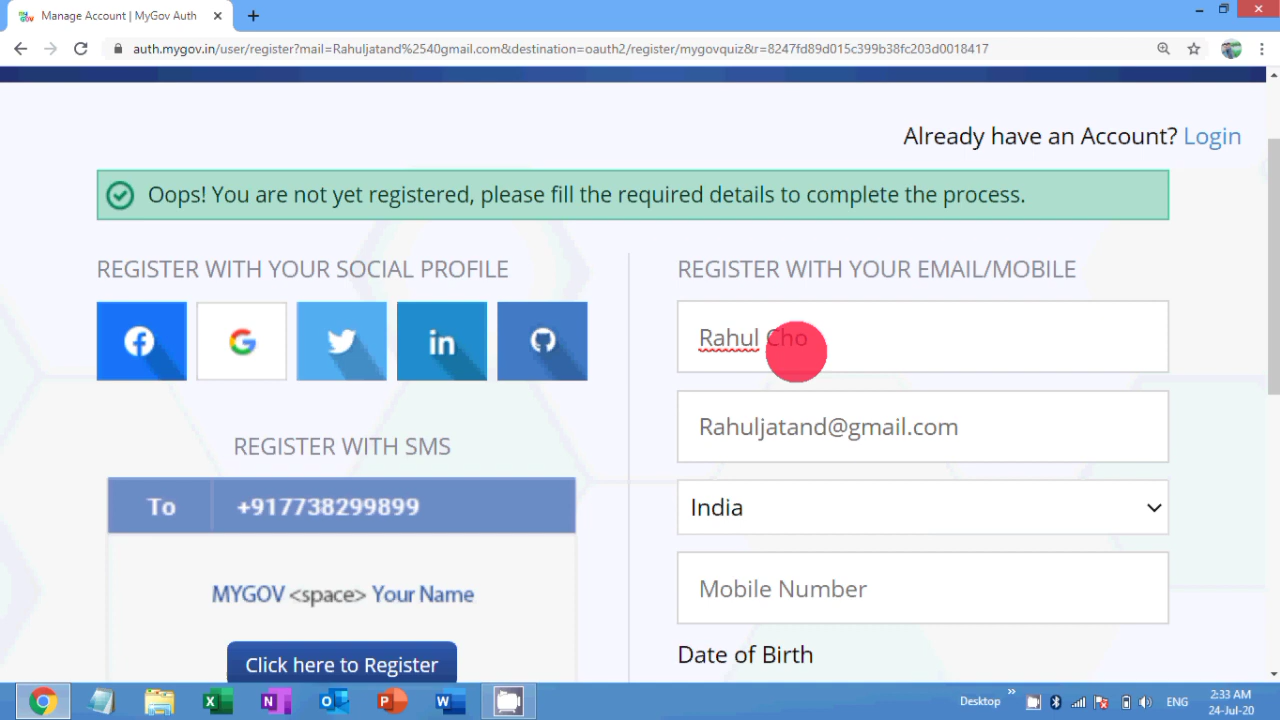 Manage Account | MyGov Auth
auth.mygov.in/user/register?mail=Rahuljatand%2540gmail.com&destination=oauth2/register/mygovquiz&r=8247fd89d015c399b38fc203d0018417
Already have an Account? Login
Oops! You are not yet registered, please fill the required details to complete the process.
REGISTER WITH YOUR SOCIAL PROFILE
REGISTER WITH SMS
To +917738299899
MYGOV <space> Your Name
Click here to Register
REGISTER WITH YOUR EMAIL/MOBILE
Rahul Cho
Rahuljatand@gmail.com
India
Mobile Number
Date of Birth
Desktop
ENG
2:33 AM
24-Jul-20